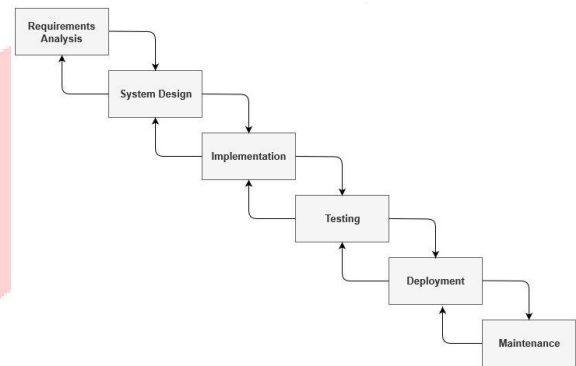 Requirements
Analysis
System Design
Implementation
Testing
Deployment
Maintenance